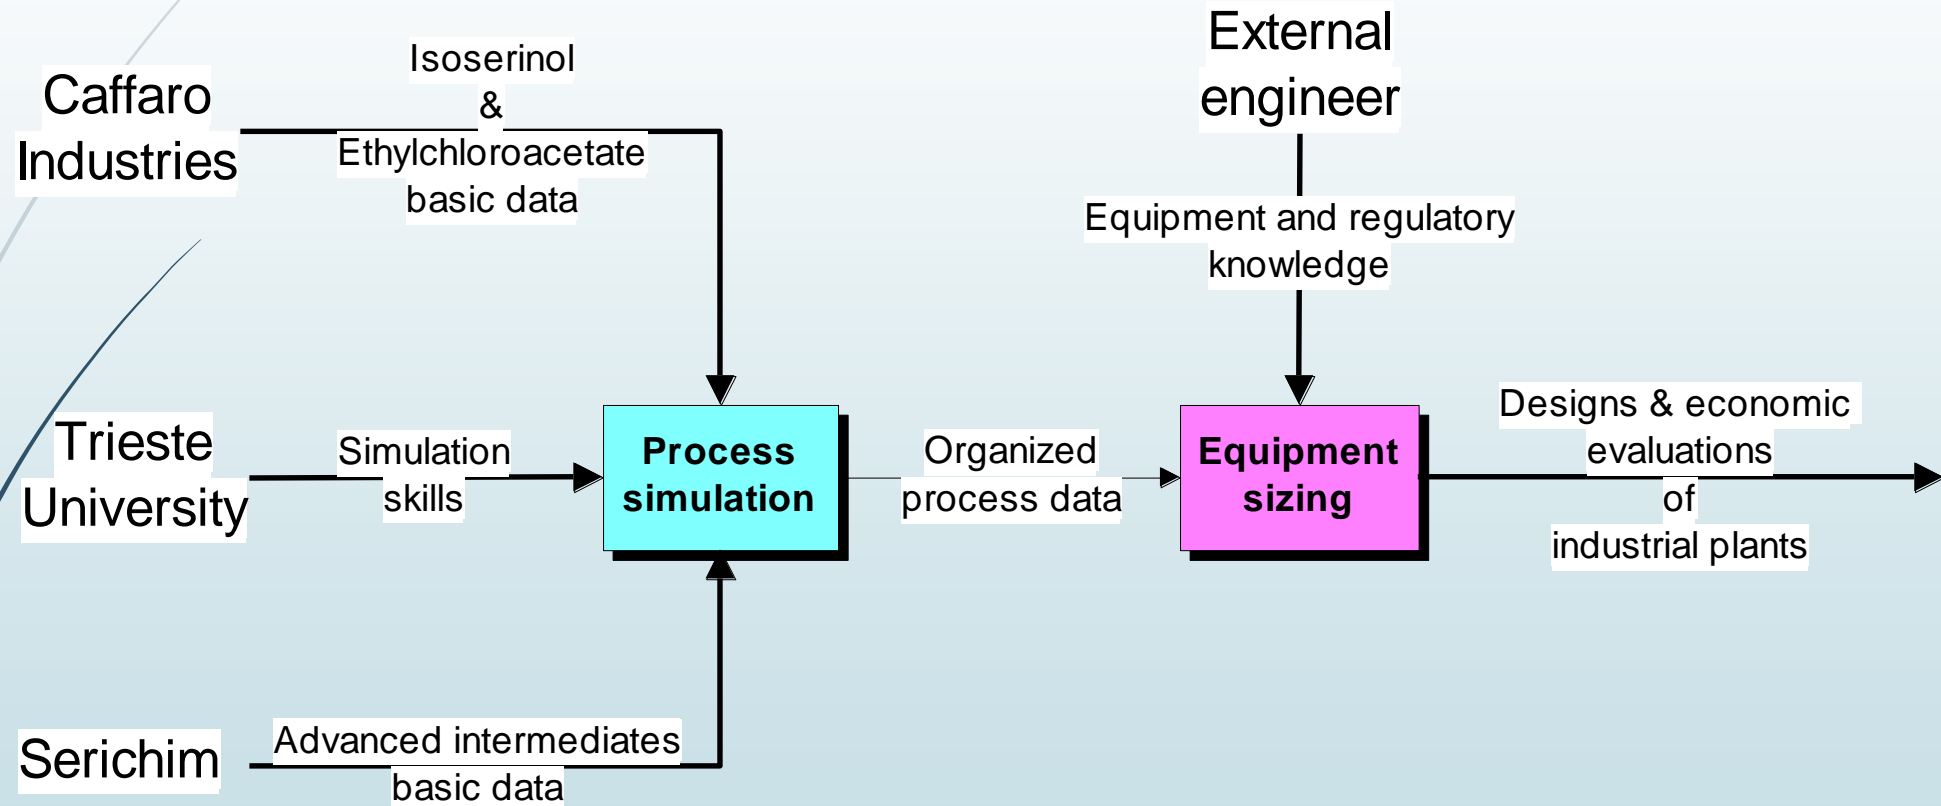 Caffaro
Industries
Isoserinol
&
Ethylchloroacetate
basic data
External
engineer
Equipment and regulatory
knowledge
Trieste
University
Simulation
skills
Process
simulation
Organized
process data
Equipment
sizing
Designs & economic
evaluations
of
industrial plants
Serichim
Advanced intermediates
basic data